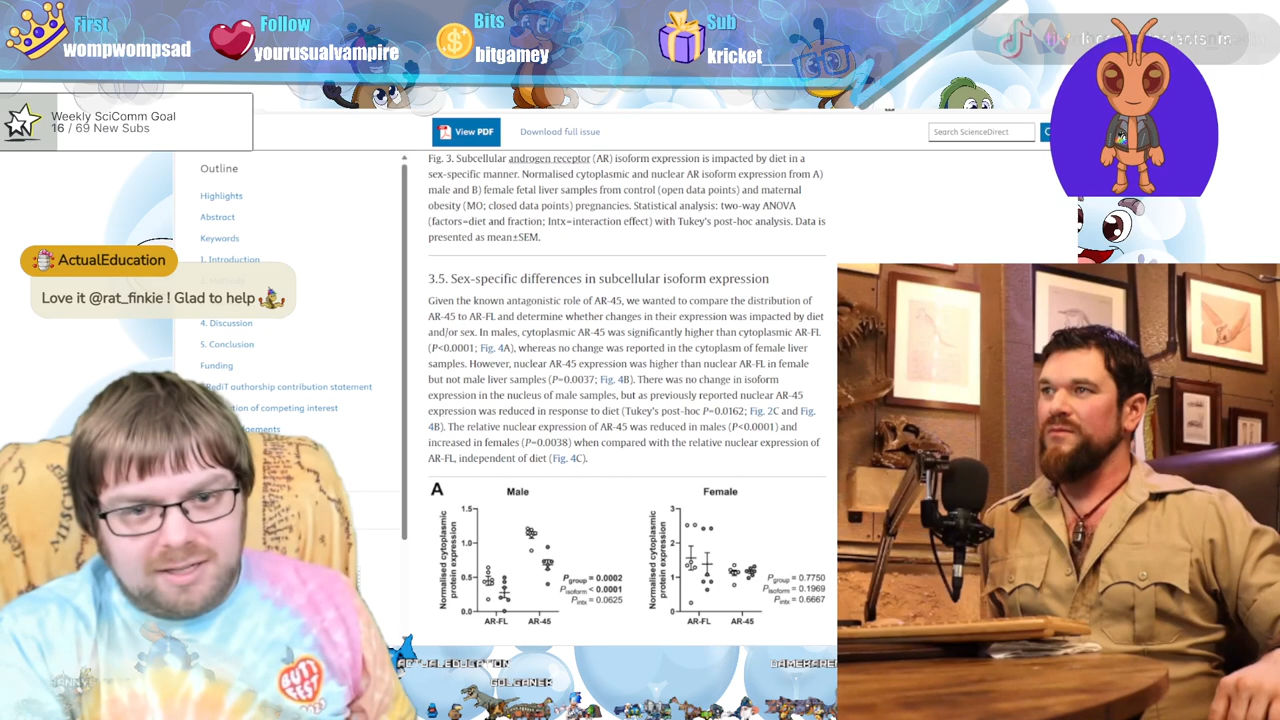 First
wompwompsad
Follow
yourusualvampire
Bits
bitgamey
Sub
kricket____
Weekly SciComm Goal
16 / 69 New Subs
View PDF
Download full issue
Search ScienceDirect
Outline
Highlights
Abstract
Keywords
1. Introduction
4. Discussion
5. Conclusion
Funding
authorship contribution statement
of competing interest
ActualEducation
Love it @rat_finkie ! Glad to help
Fig. 3. Subcellular androgen receptor (AR) isoform expression is impacted by diet in a
sex-specific manner. Normalised cytoplasmic and nuclear AR isoform expression from A)
male and B) female fetal liver samples from control (open data points) and maternal
obesity (MO; closed data points) pregnancies. Statistical analysis: two-way ANOVA
(factors=diet and fraction; Intx=interaction effect) with Tukey's post-hoc analysis. Data is
presented as mean±SEM.
3.5. Sex-specific differences in subcellular isoform expression
Given the known antagonistic role of AR-45, we wanted to compare the distribution of
AR-45 to AR-FL and determine whether changes in their expression was impacted by diet
and/or sex. In males, cytoplasmic AR-45 was significantly higher than cytoplasmic AR-FL
(P<0.0001; Fig. 4A), whereas no change was reported in the cytoplasm of female liver
samples. However, nuclear AR-45 expression was higher than nuclear AR-FL in female
but not male liver samples (P=0.0037; Fig. 4B). There was no change in isoform
expression in the nucleus of male samples, but as previously reported nuclear AR-45
expression was reduced in response to diet (Tukey's post-hoc P=0.0162; Fig. 2C and Fig.
4B). The relative nuclear expression of AR-45 was reduced in males (P<0.0001) and
increased in females (P=0.0038) when compared with the relative nuclear expression of
AR-FL, independent of diet (Fig. 4C).
A
Male
Normalised cytoplasmic
protein expression
1.5
1.0
0.5
0.0
AR-FL
AR-45
Pgroup = 0.0002
Pisoform < 0.0001
Pintx = 0.0625
Female
Normalised cytoplasmic
protein expression
3
2
1
0
AR-FL
AR-45
Pgroup = 0.7750
Pisoform = 0.1969
Pintx = 0.6667
BUTT
FEST
ACTUALEDUCATION
GOLGANEK